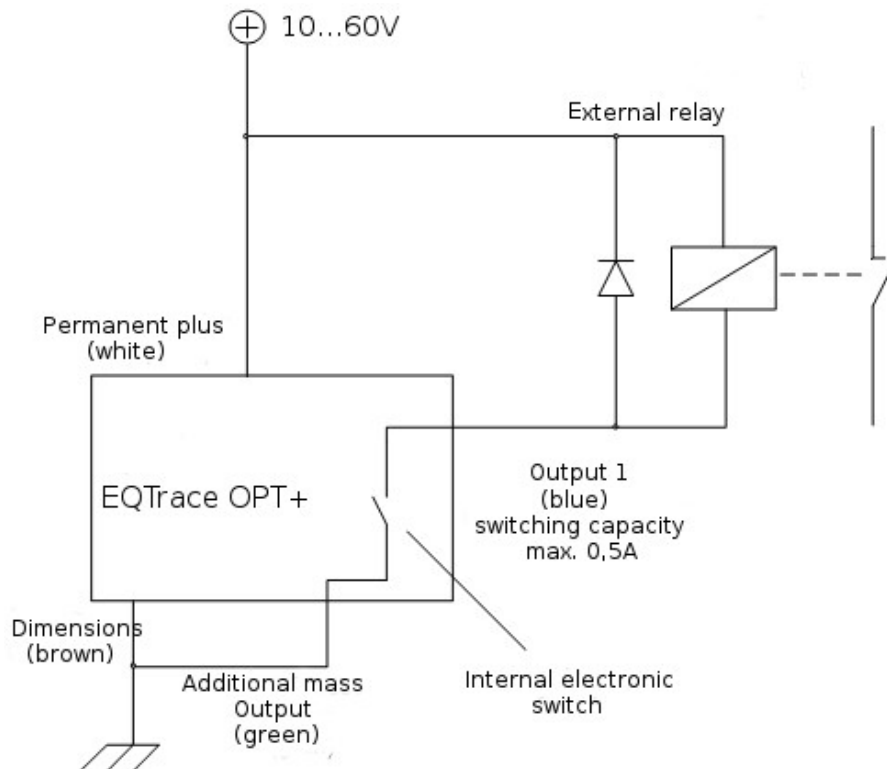 10...60V
External relay
Permanent plus
(white)
EQTrace OPT+
Output 1
(blue)
switching capacity
max. 0,5A
Dimensions
(brown)
Additional mass
Output
(green)
Internal electronic
switch